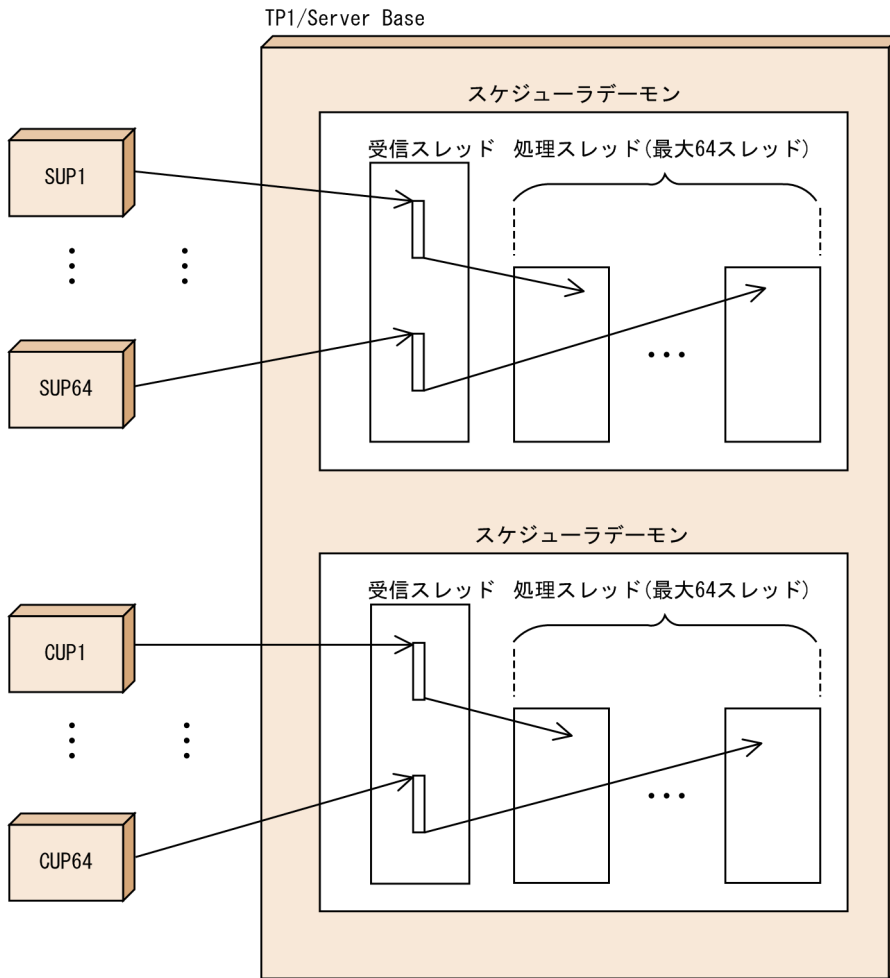 TP1/Server Base
スケジューラデーモン
受信スレッド 処理スレッド(最大64スレッド)
SUP1
SUP64
スケジューラデーモン
受信スレッド 処理スレッド(最大64スレッド)
CUP1
CUP64